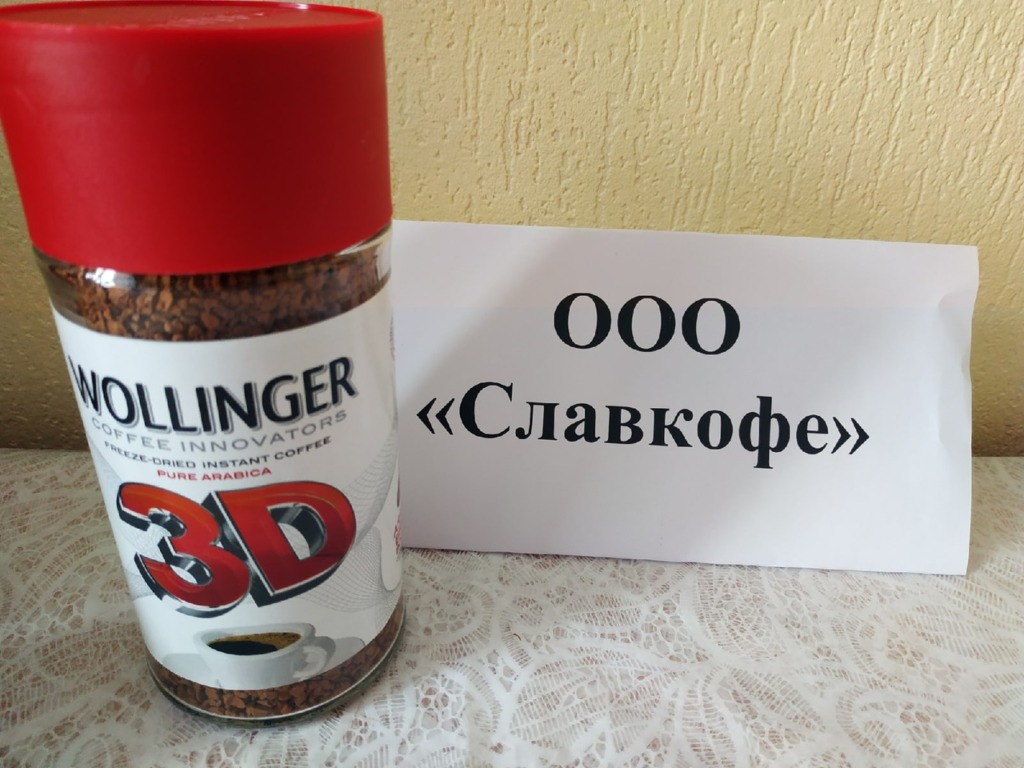 WOLLINGER
COFFEE INNOVATORS
FREEZE-DRIED INSTANT COFFEE
PURE ARABICA
3D
ООО
«Славкофе»